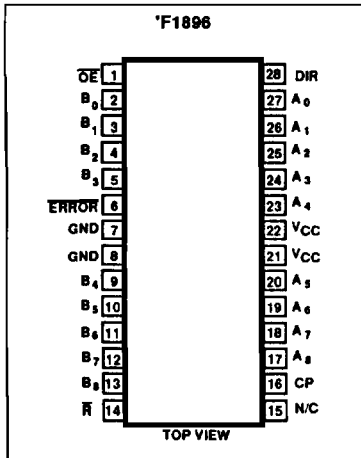 'F1896
OE 1 28 DIR
B0 2 27 A0
B1 3 26 A1
B2 4 25 A2
B3 5 24 A3
ERROR 6 23 A4
GND 7 22 VCC
GND 8 21 VCC
B4 9 20 A5
B5 10 19 A6
B6 11 18 A7
B7 12 17 A8
B8 13 16 CP
R 14 15 N/C
TOP VIEW